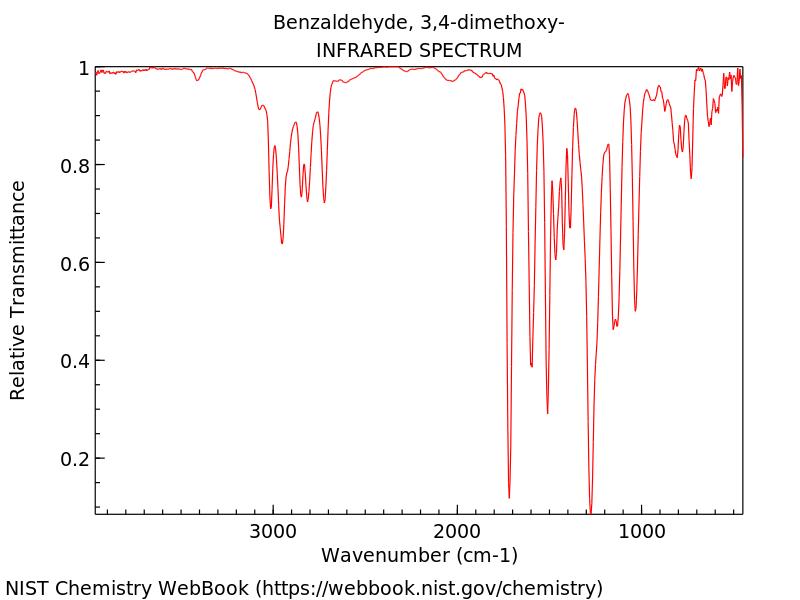 Benzaldehyde, 3,4-dimethoxy-
INFRARED SPECTRUM
1
0.8
0.6
0.4
0.2
Relative Transmittance
3000 2000 1000
Wavenumber (cm-1)
NIST Chemistry WebBook (https://webbook.nist.gov/chemistry)